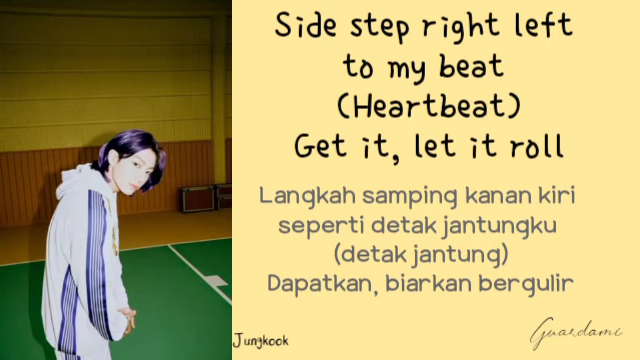 Side step right left
to my beat
(Heartbeat)
Get it, let it roll
Langkah samping kanan kiri
seperti detak jantungku
(detak jantung)
Dapatkan, biarkan bergulir
Jungkook
Guardami